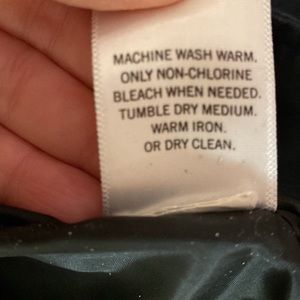 MACHINE WASH WARM.
ONLY NON-CHLORINE
BLEACH WHEN NEEDED.
TUMBLE DRY MEDIUM.
WARM IRON.
OR DRY CLEAN.